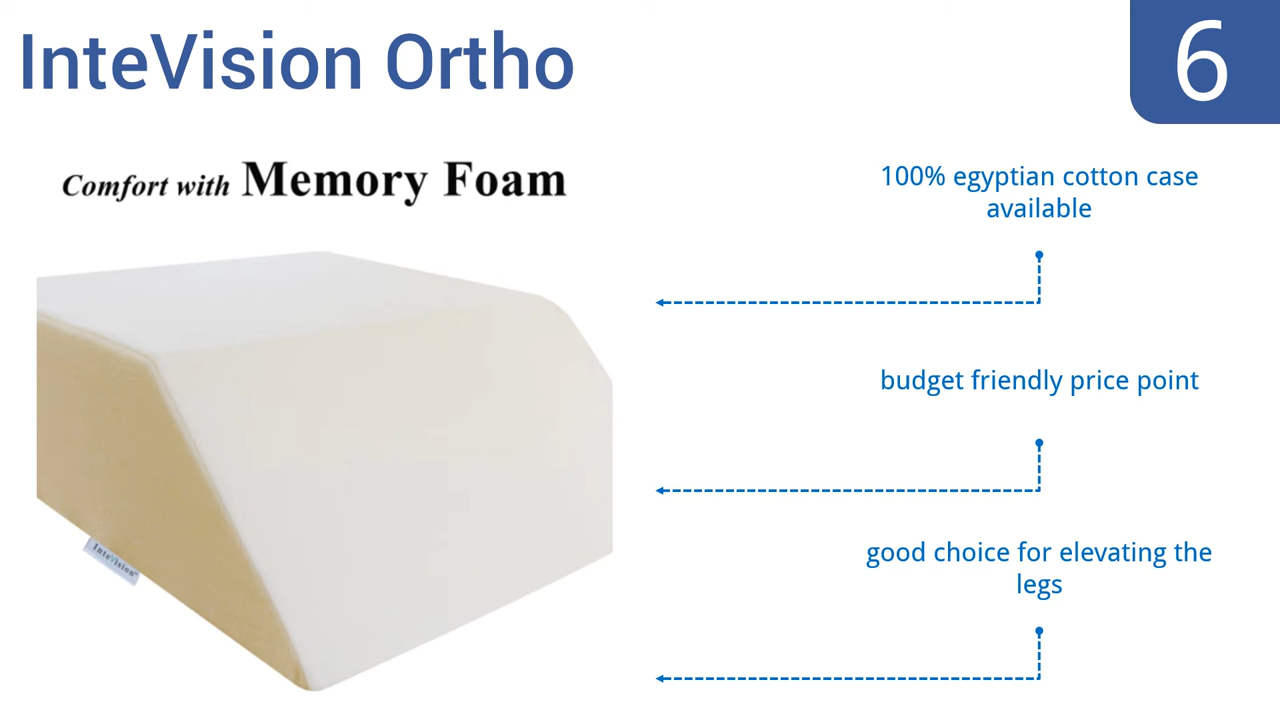 InteVision Ortho
6
Comfort with Memory Foam
100% egyptian cotton case
available
budget friendly price point
good choice for elevating the
legs
InteVision